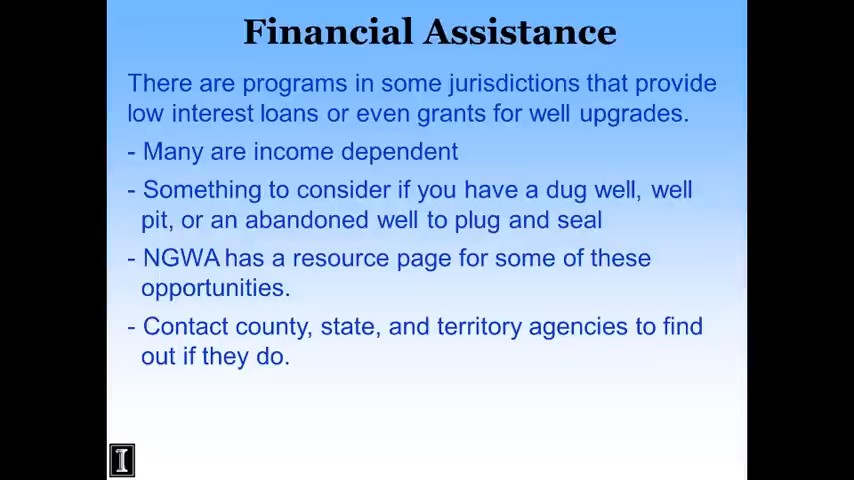 Financial Assistance
There are programs in some jurisdictions that provide
low interest loans or even grants for well upgrades.
- Many are income dependent
- Something to consider if you have a dug well, well
pit, or an abandoned well to plug and seal
- NGWA has a resource page for some of these
opportunities.
- Contact county, state, and territory agencies to find
out if they do.
I